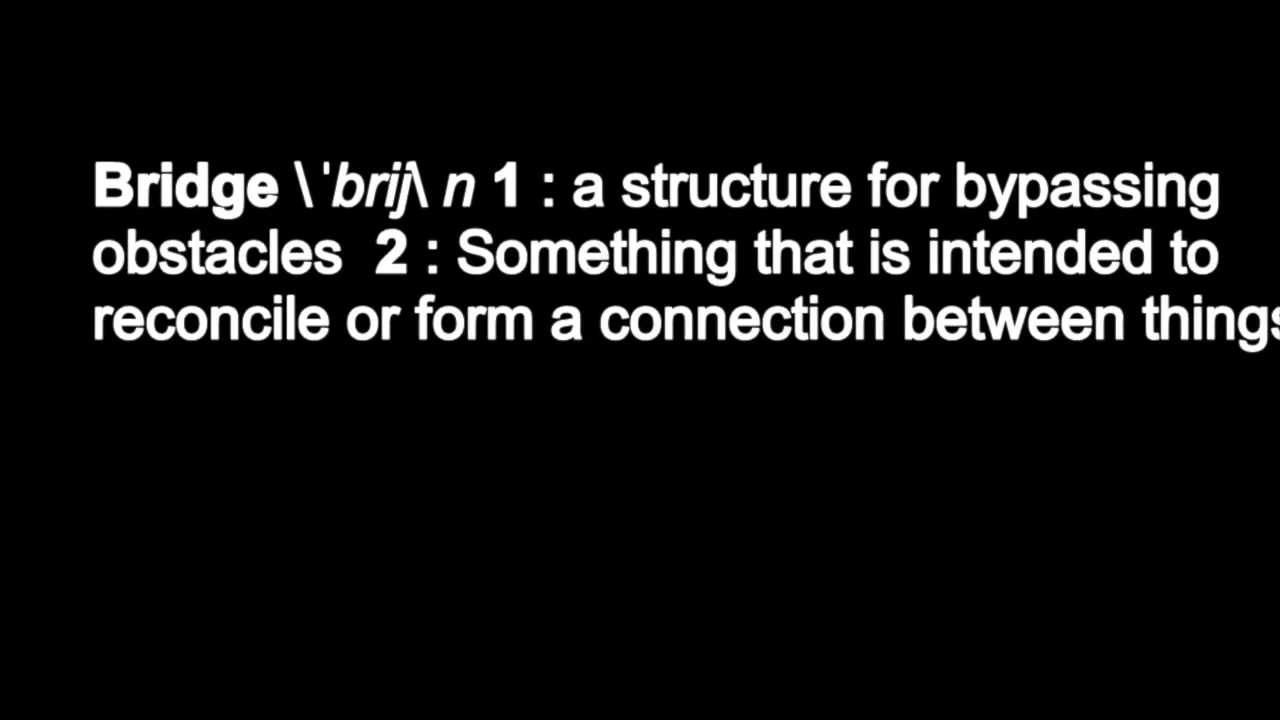 Bridge \ ˈbrij\ n 1 : a structure for bypassing
obstacles  2 : Something that is intended to
reconcile or form a connection between things